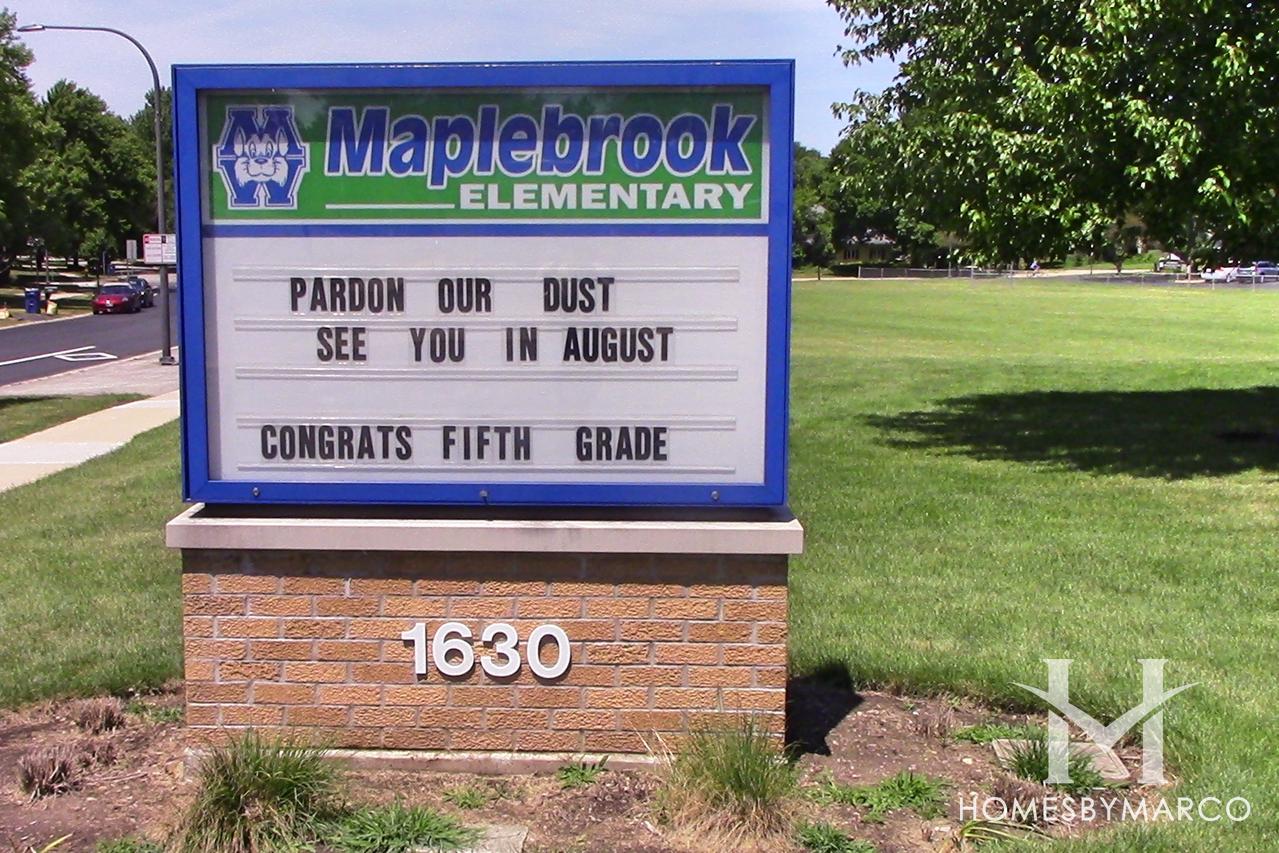 Maplebrook
ELEMENTARY
PARDON OUR DUST
SEE YOU IN AUGUST
CONGRATS FIFTH GRADE
1630
HOMESBYMARCO